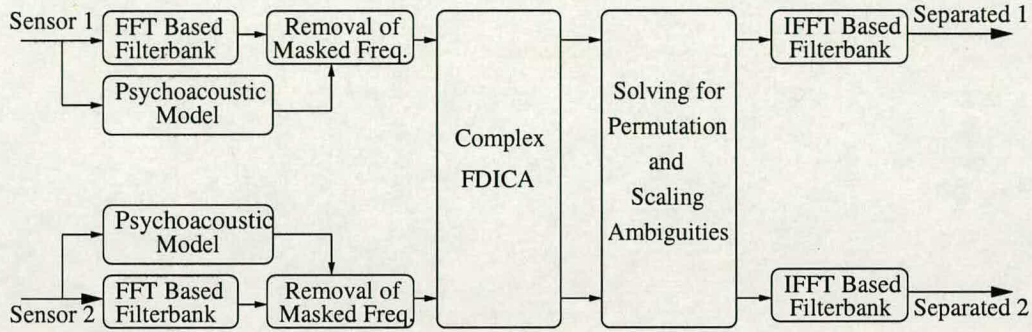 Sensor 1
FFT Based
Filterbank
Removal of
Masked Freq.
Psychoacoustic
Model
Complex
FDICA
Solving for
Permutation
and
Scaling
Ambiguities
IFFT Based
Filterbank
Separated 1
Psychoacoustic
Model
Sensor 2
FFT Based
Filterbank
Removal of
Masked Freq.
IFFT Based
Filterbank
Separated 2